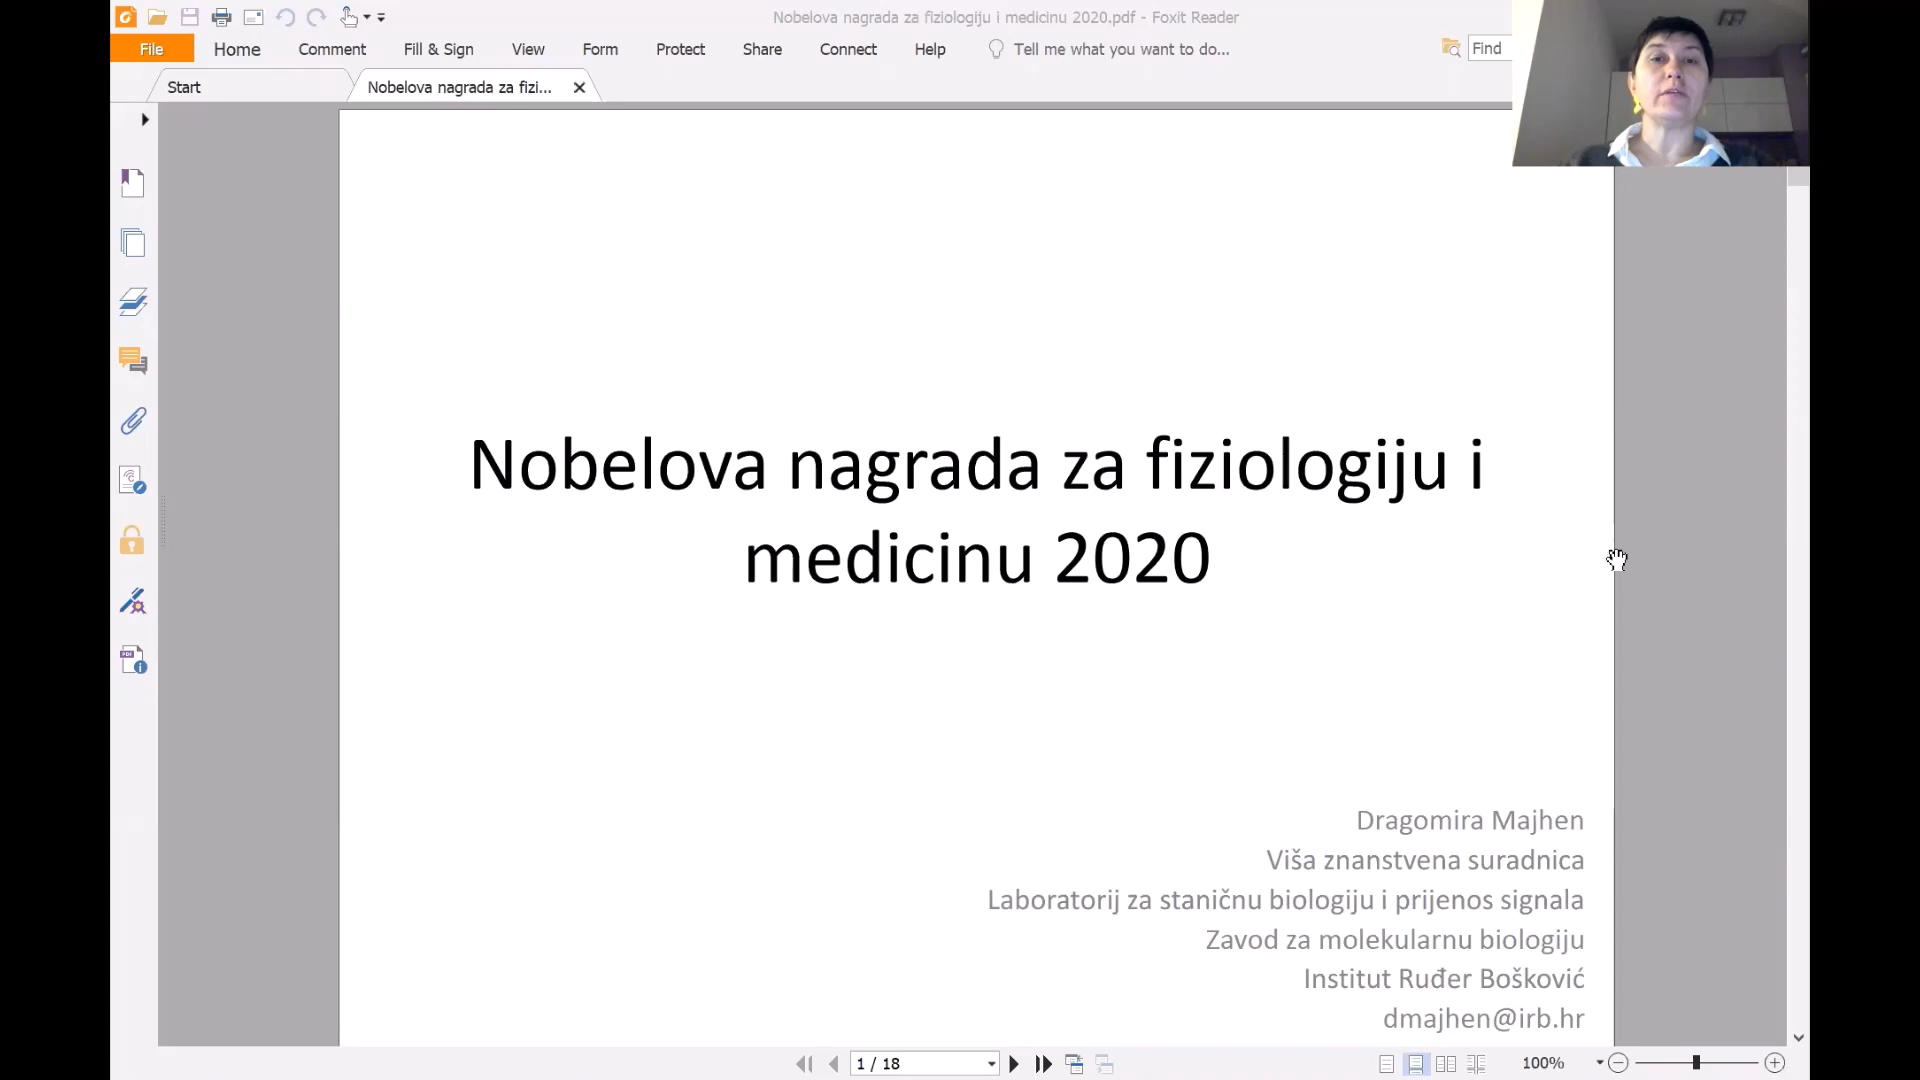 Nobelova nagrada za fiziologiju i medicinu 2020.pdf - Foxit Reader
File Home Comment Fill & Sign View Form Protect Share Connect Help Tell me what you want to do... Find
Start Nobelova nagrada za fizi...
Nobelova nagrada za fiziologiju i
medicinu 2020
Dragomira Majhen
Viša znanstvena suradnica
Laboratorij za staničnu biologiju i prijenos signala
Zavod za molekularnu biologiju
Institut Ruđer Bošković
dmajhen@irb.hr
1 / 18 100%